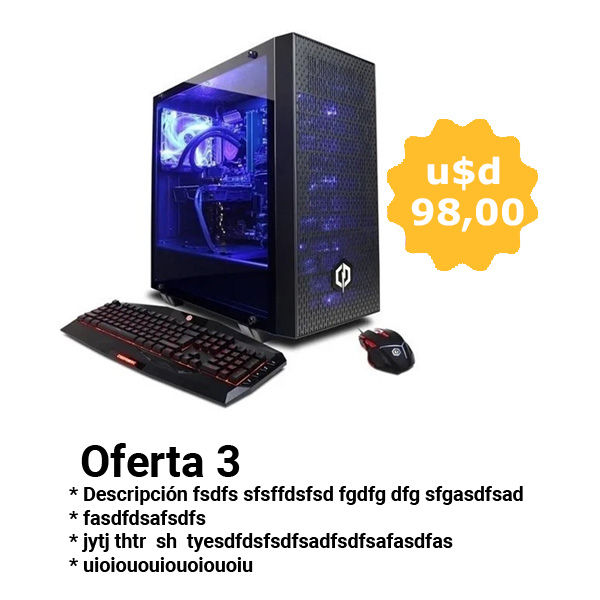 u$d
98,00
Oferta 3
* Descripción fsdfs sfsffdsfsd fgdfg dfg sfgasdfsad
* fasdfdsafsdfs
* jytj thtr  sh  tyesdfdsfsdfsadfsdfsafasdfas
* uioiououiouoiouoiu